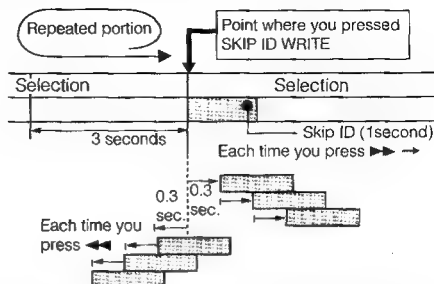 Repeated portion
Point where you pressed
SKIP ID WRITE
Selection
Selection
3 seconds
Skip ID (1second)
Each time you press ▶▶ →
0.3
sec.
0.3
sec.
Each time you
press ◀◀